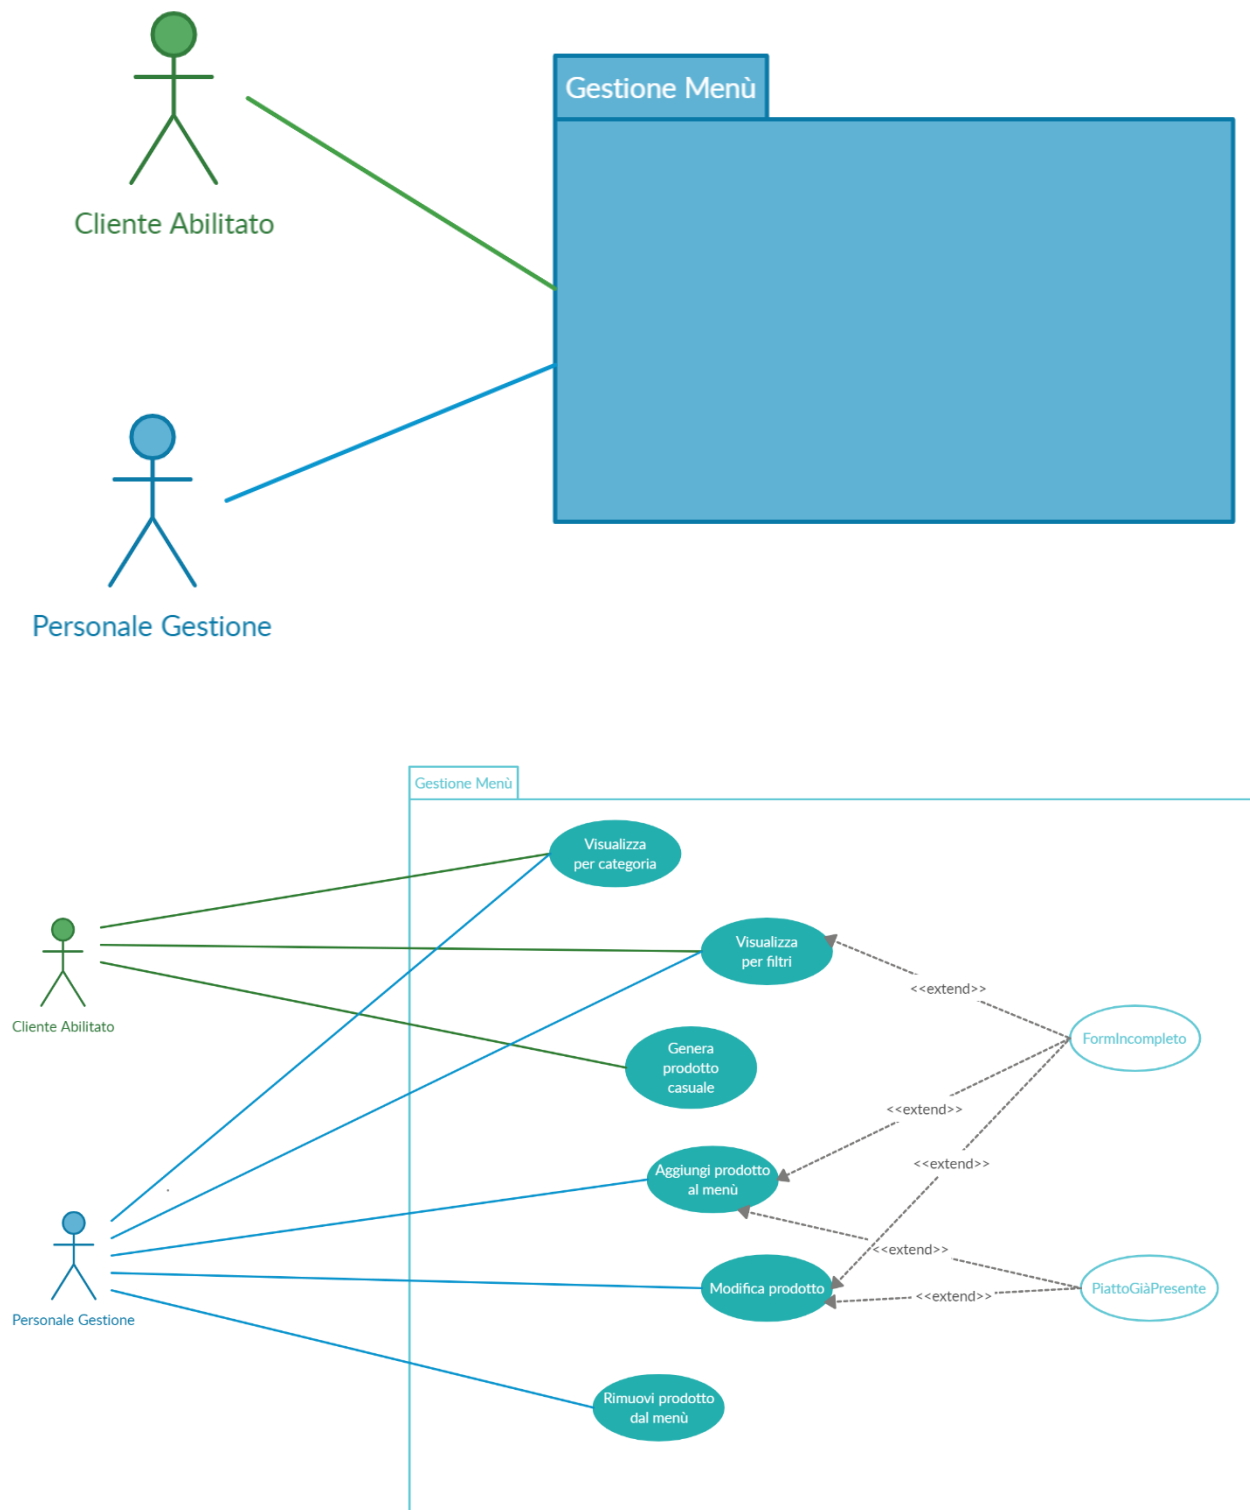 Gestione Menù
Cliente Abilitato
Personale Gestione
Gestione Menù
Visualizza
per categoria
Visualizza
per filtri
<<extend>>
Cliente Abilitato
FormIncompleto
Genera
prodotto
casuale
<<extend>>
<<extend>>
Aggiungi prodotto
al menù
<<extend>>
Modifica prodotto
<<extend>>
PiattoGiàPresente
Personale Gestione
Rimuovi prodotto
dal menù